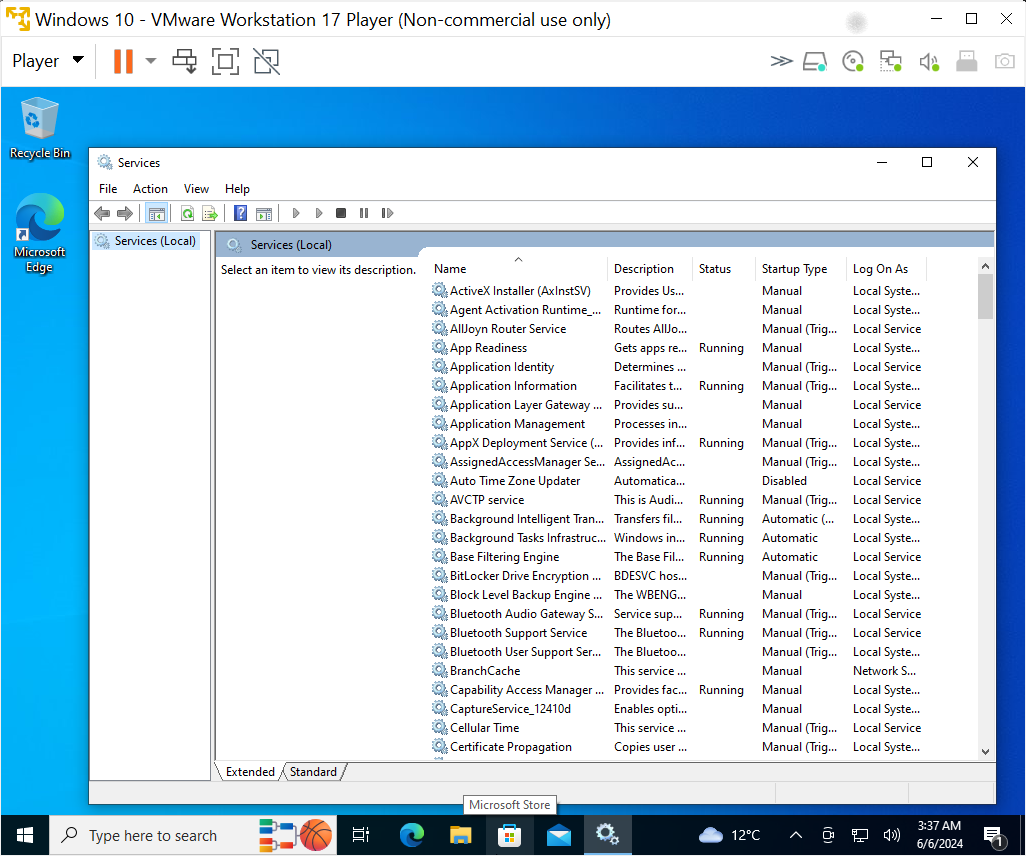 Windows 10 - VMware Workstation 17 Player (Non-commercial use only)
Player
Recycle Bin
Microsoft
Edge
Services
File Action View Help
Services (Local)
Services (Local)
Select an item to view its description.
Name Description Status Startup Type Log On As
ActiveX Installer (AxInstSV) Provides Us... Manual Local Syste...
Agent Activation Runtime_... Runtime for... Manual Local Syste...
AllJoyn Router Service Routes AllJo... Manual (Trig... Local Service
App Readiness Gets apps re... Running Manual Local Syste...
Application Identity Determines ... Manual (Trig... Local Service
Application Information Facilitates t... Running Manual (Trig... Local Syste...
Application Layer Gateway ... Provides su... Manual Local Service
Application Management Processes in... Manual Local Syste...
AppX Deployment Service (... Provides inf... Running Manual (Trig... Local Syste...
AssignedAccessManager Se... AssignedAc... Manual (Trig... Local Syste...
Auto Time Zone Updater Automatica... Disabled Local Service
AVCTP service This is Audi... Running Manual (Trig... Local Service
Background Intelligent Tran... Transfers fil... Running Automatic (... Local Syste...
Background Tasks Infrastruc... Windows in... Running Automatic Local Syste...
Base Filtering Engine The Base Fil... Running Automatic Local Service
BitLocker Drive Encryption ... BDESVC hos... Manual (Trig... Local Syste...
Block Level Backup Engine ... The WBENG... Manual Local Syste...
Bluetooth Audio Gateway S... Service sup... Running Manual (Trig... Local Service
Bluetooth Support Service The Bluetoo... Running Manual (Trig... Local Service
Bluetooth User Support Ser... The Bluetoo... Manual (Trig... Local Syste...
BranchCache This service ... Manual Network S...
Capability Access Manager ... Provides fac... Running Manual Local Syste...
CaptureService_12410d Enables opti... Manual Local Syste...
Cellular Time This service ... Manual (Trig... Local Service
Certificate Propagation Copies user ... Manual (Trig... Local Syste...
Extended Standard
Microsoft Store
Type here to search
12°C
3:37 AM
6/6/2024
1